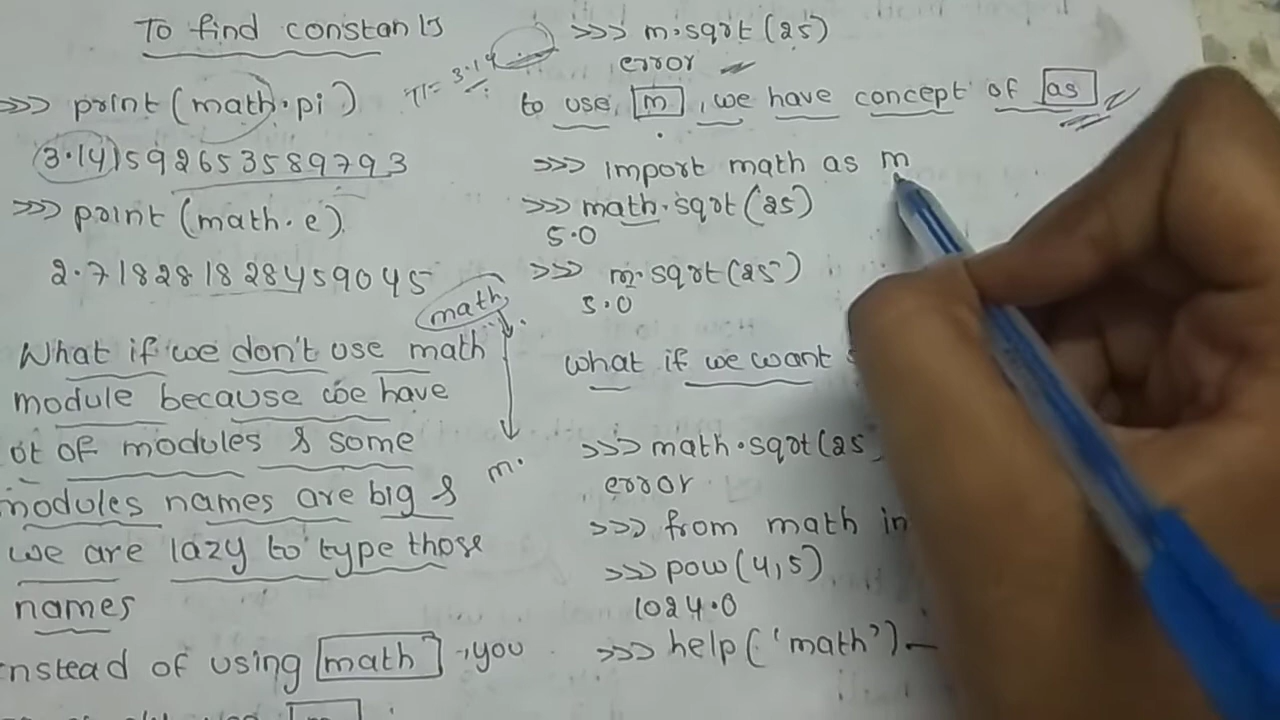 To find constants
>>> print (math.pi)
π = 3.14
3.141592653589793
>>> print (math.e)
2.718281828459045
math
What if we don't use math
module because we have
ot of modules & some
modules names are big &
we are lazy to type those
names
m.
nstead of using math, you
>>> m.sqrt (25)
error
to use m, we have concept of as
>>> import math as m
>>> math.sqrt (25)
5.0
>>> m.sqrt (25)
5.0
what if we want
>>> math.sqrt (25
error
>>> from math
>>> pow (4,5)
1024.0
>>> help ('math')